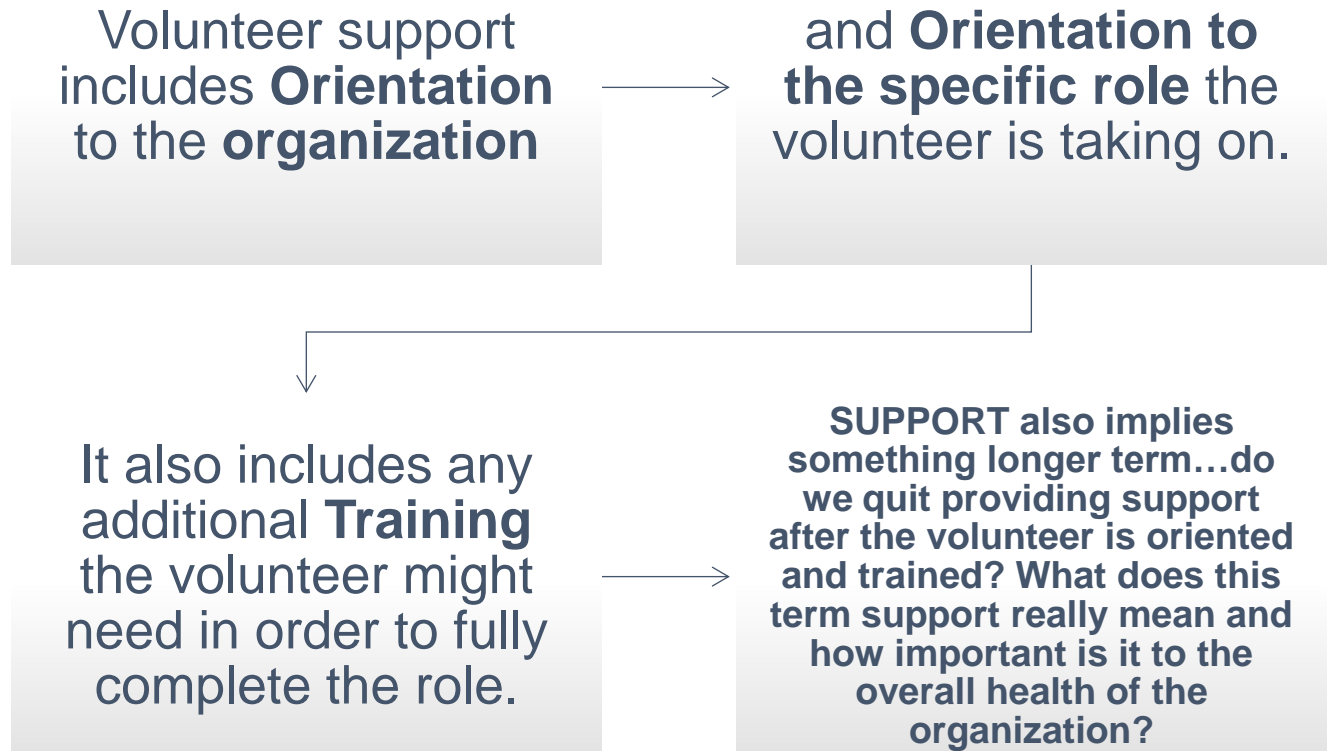 Volunteer support
includes Orientation
to the organization
and Orientation to
the specific role the
volunteer is taking on.
It also includes any
additional Training
the volunteer might
need in order to fully
complete the role.
SUPPORT also implies
something longer term…do
we quit providing support
after the volunteer is oriented
and trained? What does this
term support really mean and
how important is it to the
overall health of the
organization?